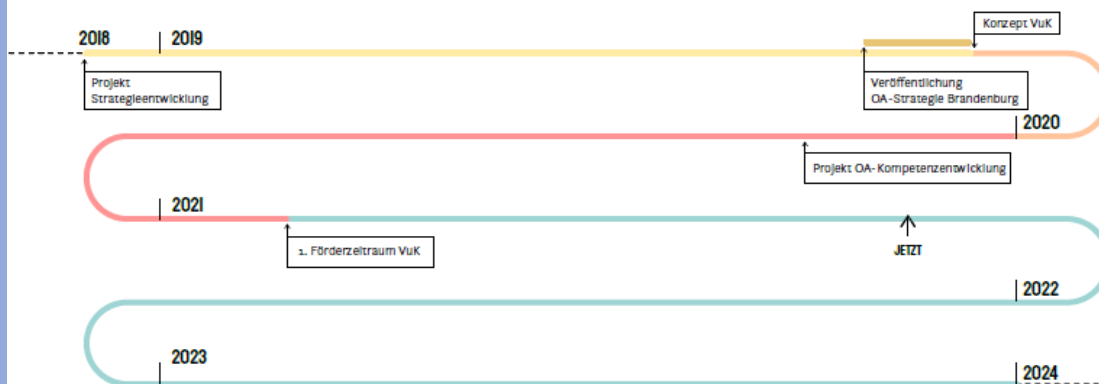 2018
2019
Konzept VuK
Projekt
Strategieentwicklung
Veröffentlichung
OA-Strategie Brandenburg
2020
Projekt OA-Kompetenzentwicklung
2021
1. Förderzeitraum VuK
JETZT
2022
2023
2024